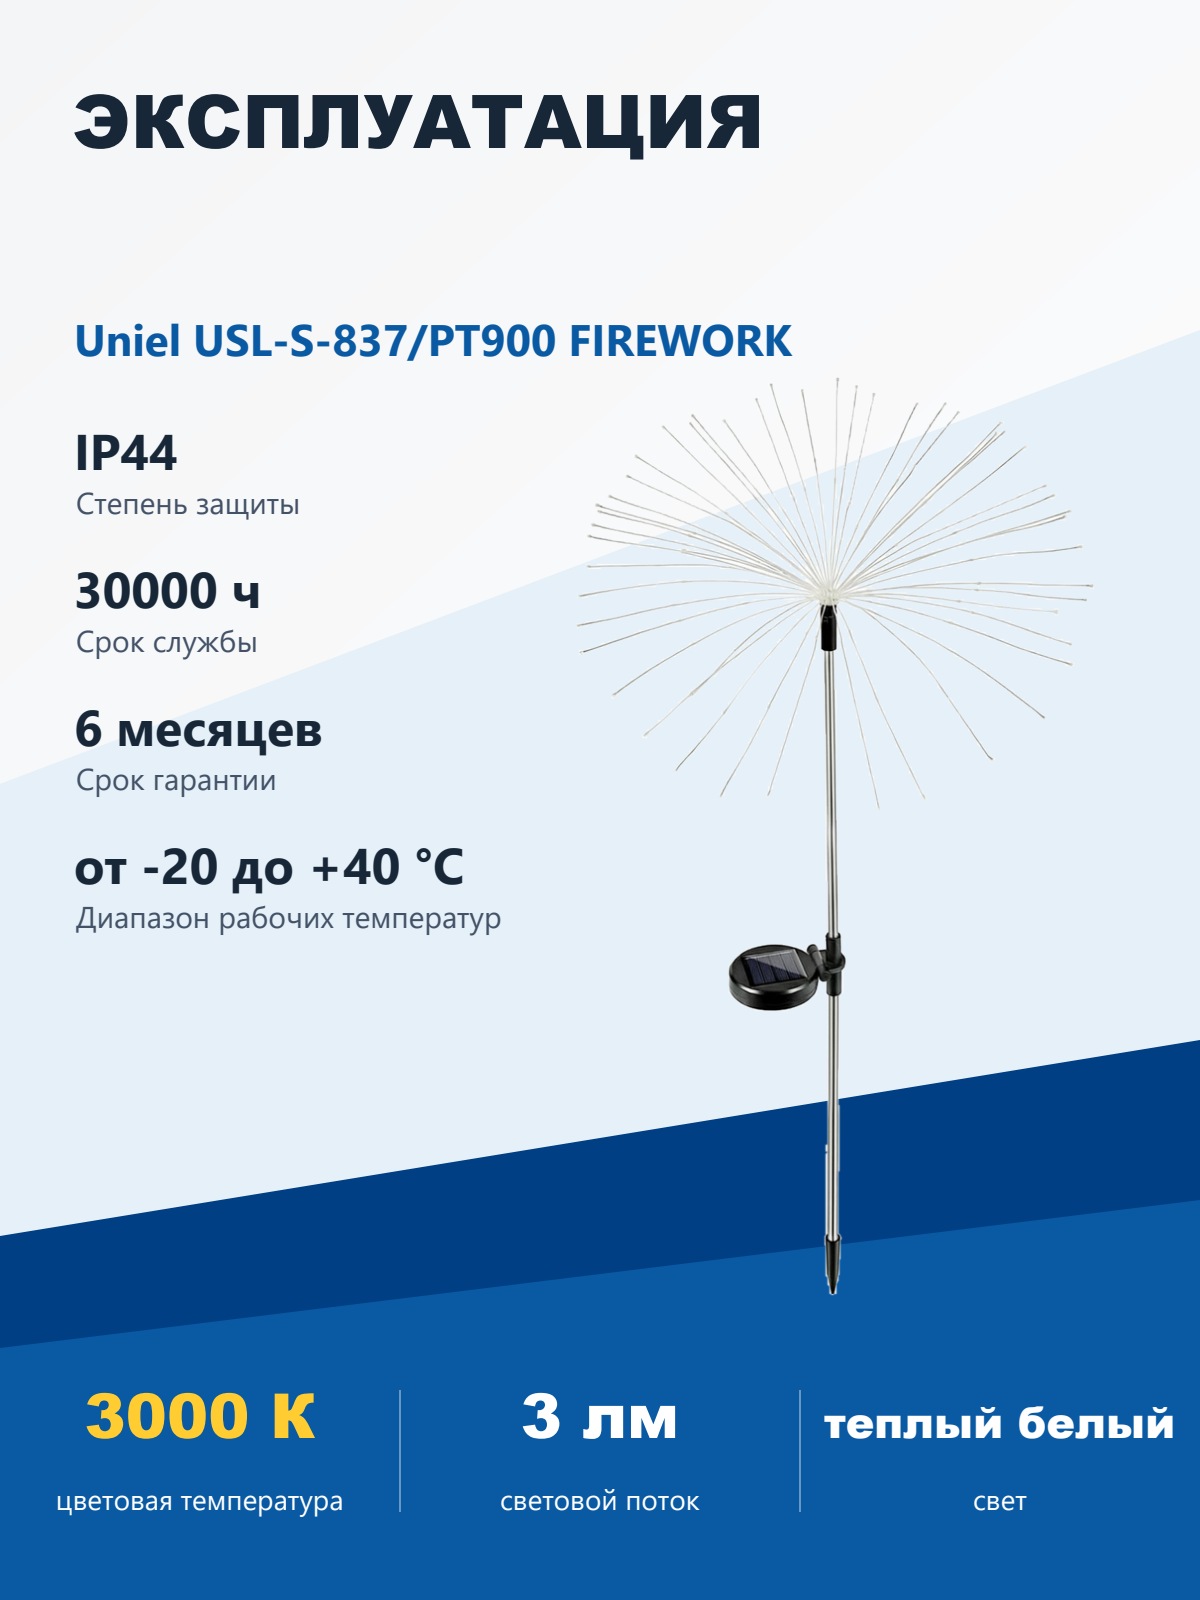 ЭКСПЛУАТАЦИЯ
Uniel USL-S-837/PT900 FIREWORK
IP44
Степень защиты
30000 ч
Срок службы
6 месяцев
Срок гарантии
от -20 до +40 °C
Диапазон рабочих температур
3000 К
цветовая температура
3 лм
световой поток
теплый белый
свет